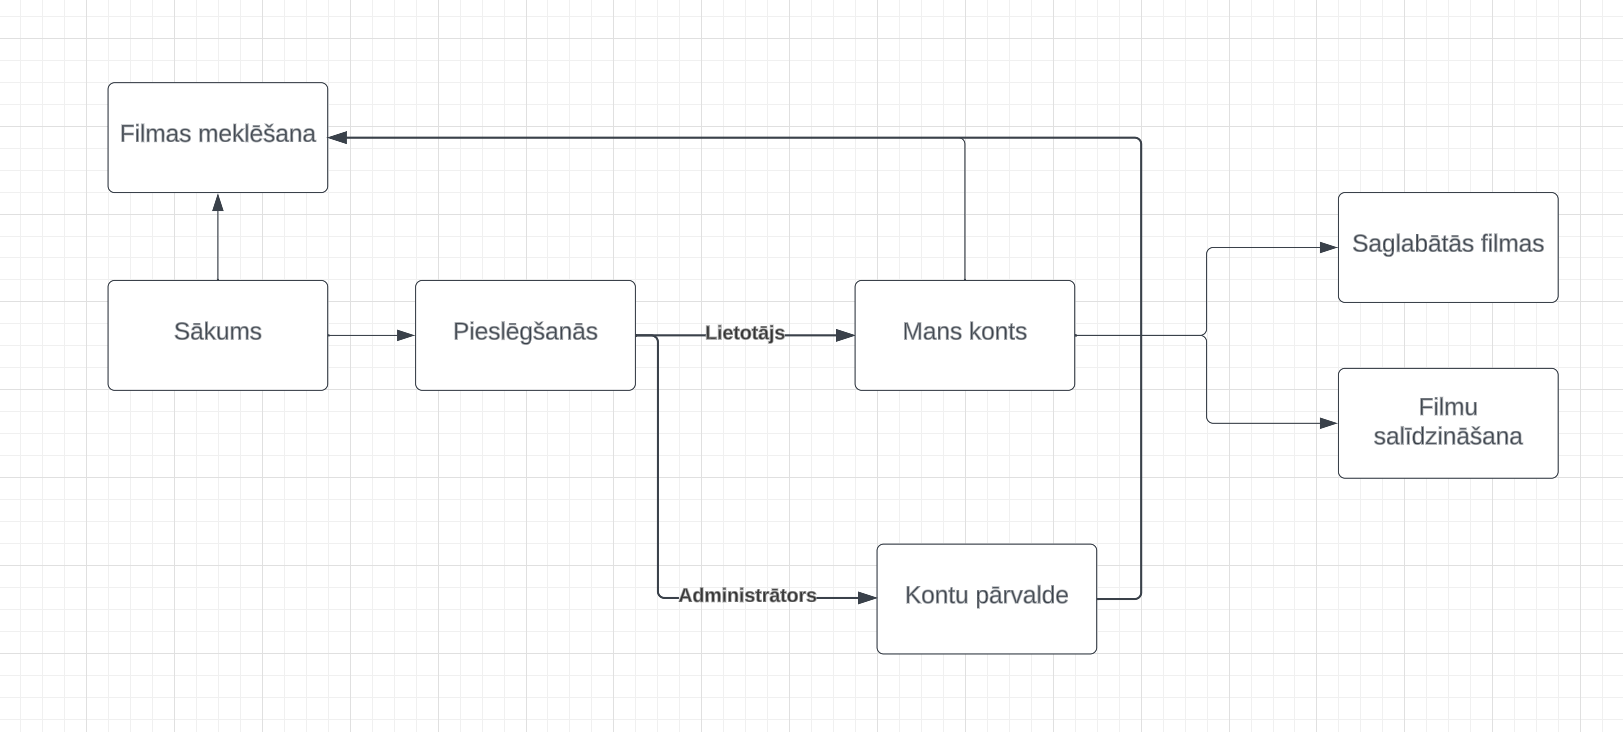 Filmas meklēšana
Saglabātās filmas
Sākums
Pieslēgšanās
Lietotājs
Mans konts
Filmu
salīdzināšana
Administrātors
Kontu pārvalde